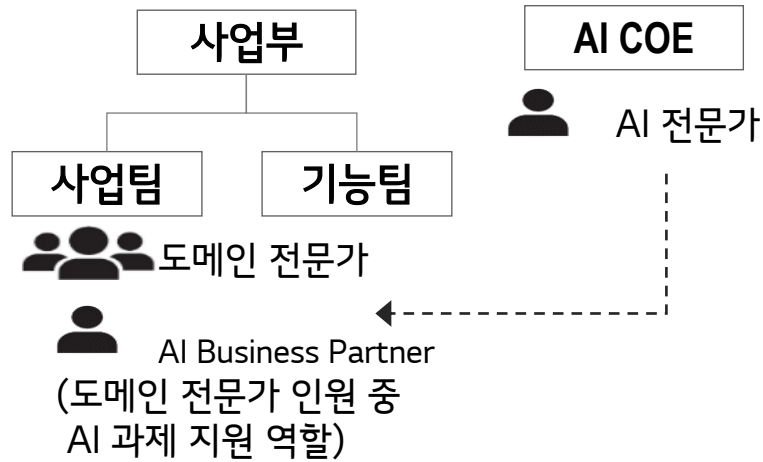 사업부
AI COE
AI 전문가
사업팀
기능팀
도메인 전문가
AI Business Partner
(도메인 전문가 인원 중
AI 과제 지원 역할)